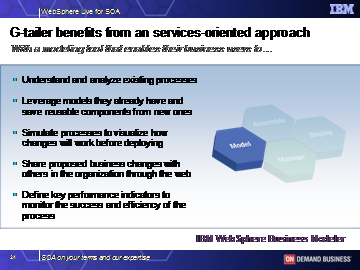 WebSphere Live for SOA
IBM
G-tailer benefits from an services-oriented approach
With a modeling tool that enables their business users to ...
Understand and analyze existing processes
Leverage models they already have and
save reusable components from new ones
Simulate processes to visualize how
changes will work before deploying
Share proposed business changes with
others in the organization through the web
Define key performance indicators to
monitor the success and efficiency of the
process
Assemble
Deploy
Model
Manage
IBM WebSphere Business Modeler
SOA on your terms and our expertise
ON DEMAND BUSINESS